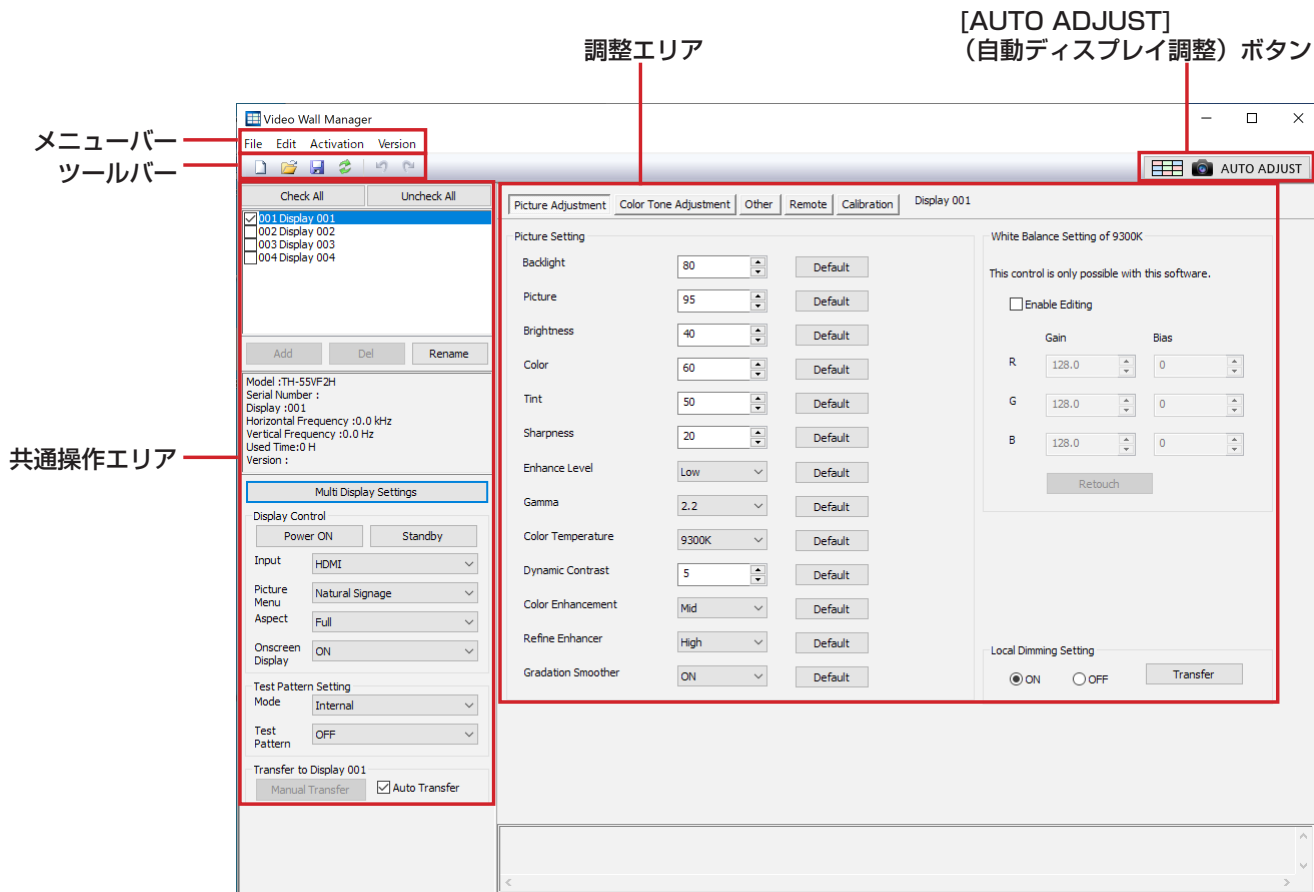 [AUTO ADJUST]
調整エリア
(自動ディスプレイ調整)ボタン
Video Wall Manager
メニューバー
File Edit Activation Version
ツールバー
AUTO ADJUST
Check All Uncheck All
001 Display 001
002 Display 002
003 Display 003
004 Display 004
Add Del Rename
Model :TH-55VF2H
Serial Number :
Display :001
Horizontal Frequency :0.0 kHz
Vertical Frequency :0.0 Hz
Used Time:0 H
Version :
共通操作エリア
Multi Display Settings
Display Control
Power ON Standby
Input HDMI
Picture Menu Natural Signage
Aspect Full
Onscreen Display ON
Test Pattern Setting
Mode Internal
Test Pattern OFF
Transfer to Display 001
Manual Transfer Auto Transfer
Picture Adjustment Color Tone Adjustment Other Remote Calibration Display 001
Picture Setting
Backlight 80 Default
Picture 95 Default
Brightness 40 Default
Color 60 Default
Tint 50 Default
Sharpness 20 Default
Enhance Level Low Default
Gamma 2.2 Default
Color Temperature 9300K Default
Dynamic Contrast 5 Default
Color Enhancement Mid Default
Refine Enhancer High Default
Gradation Smoother ON Default
White Balance Setting of 9300K
This control is only possible with this software.
Enable Editing
Gain Bias
R 128.0 0
G 128.0 0
B 128.0 0
Retouch
Local Dimming Setting
ON OFF Transfer